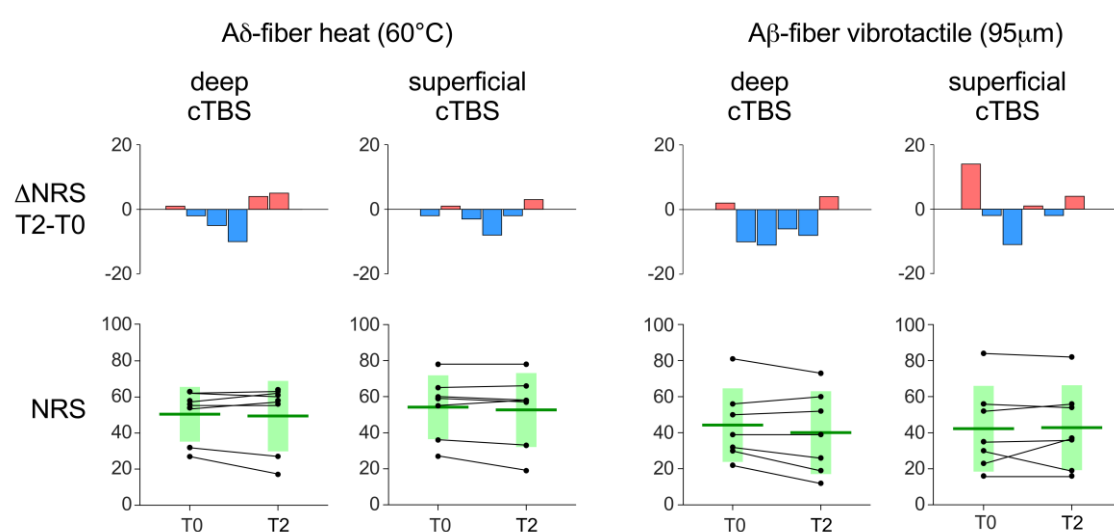 Aδ-fiber heat (60°C) Aβ-fiber vibrotactile (95μm)
deep superficial deep superficial
cTBS cTBS cTBS cTBS
20 20 20 20
ΔNRS
0 0 0 0
T2-T0
-20 -20 -20 -20
100 100 100 100
80 80 80 80
60 60 60 60
NRS
40 40 40 40
20 20 20 20
0 0 0 0
T0 T2 T0 T2 T0 T2 T0 T2